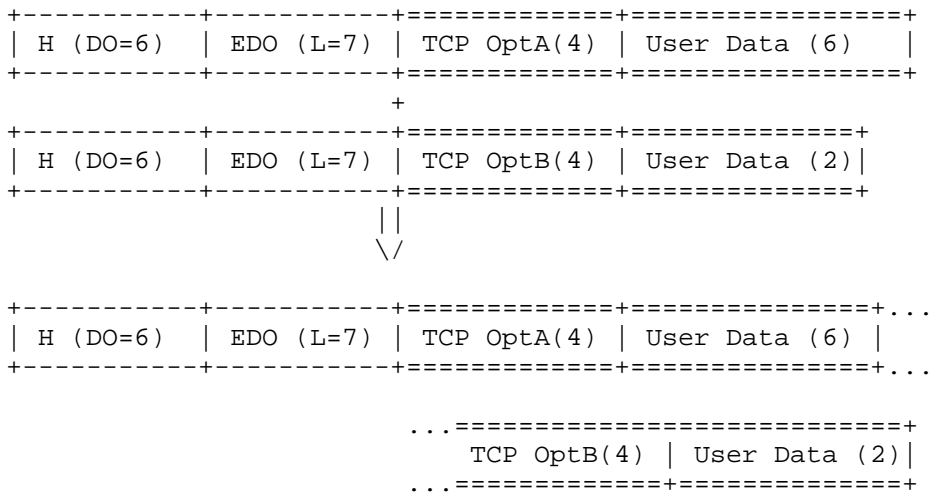 +-----------+-----------+=============+=================+
| H (DO=6)  | EDO (L=7) | TCP OptA(4) | User Data (6)   |
+-----------+-----------+=============+=================+
                        +
+-----------+-----------+=============+==============+
| H (DO=6)  | EDO (L=7) | TCP OptB(4) | User Data (2)|
+-----------+-----------+=============+==============+
                       ||
                       \/
+-----------+-----------+=============+===============+...
| H (DO=6)  | EDO (L=7) | TCP OptA(4) | User Data (6) |
+-----------+-----------+=============+===============+...
                         ...============================+
                             TCP OptB(4) | User Data (2)|
                         ...=============+==============+